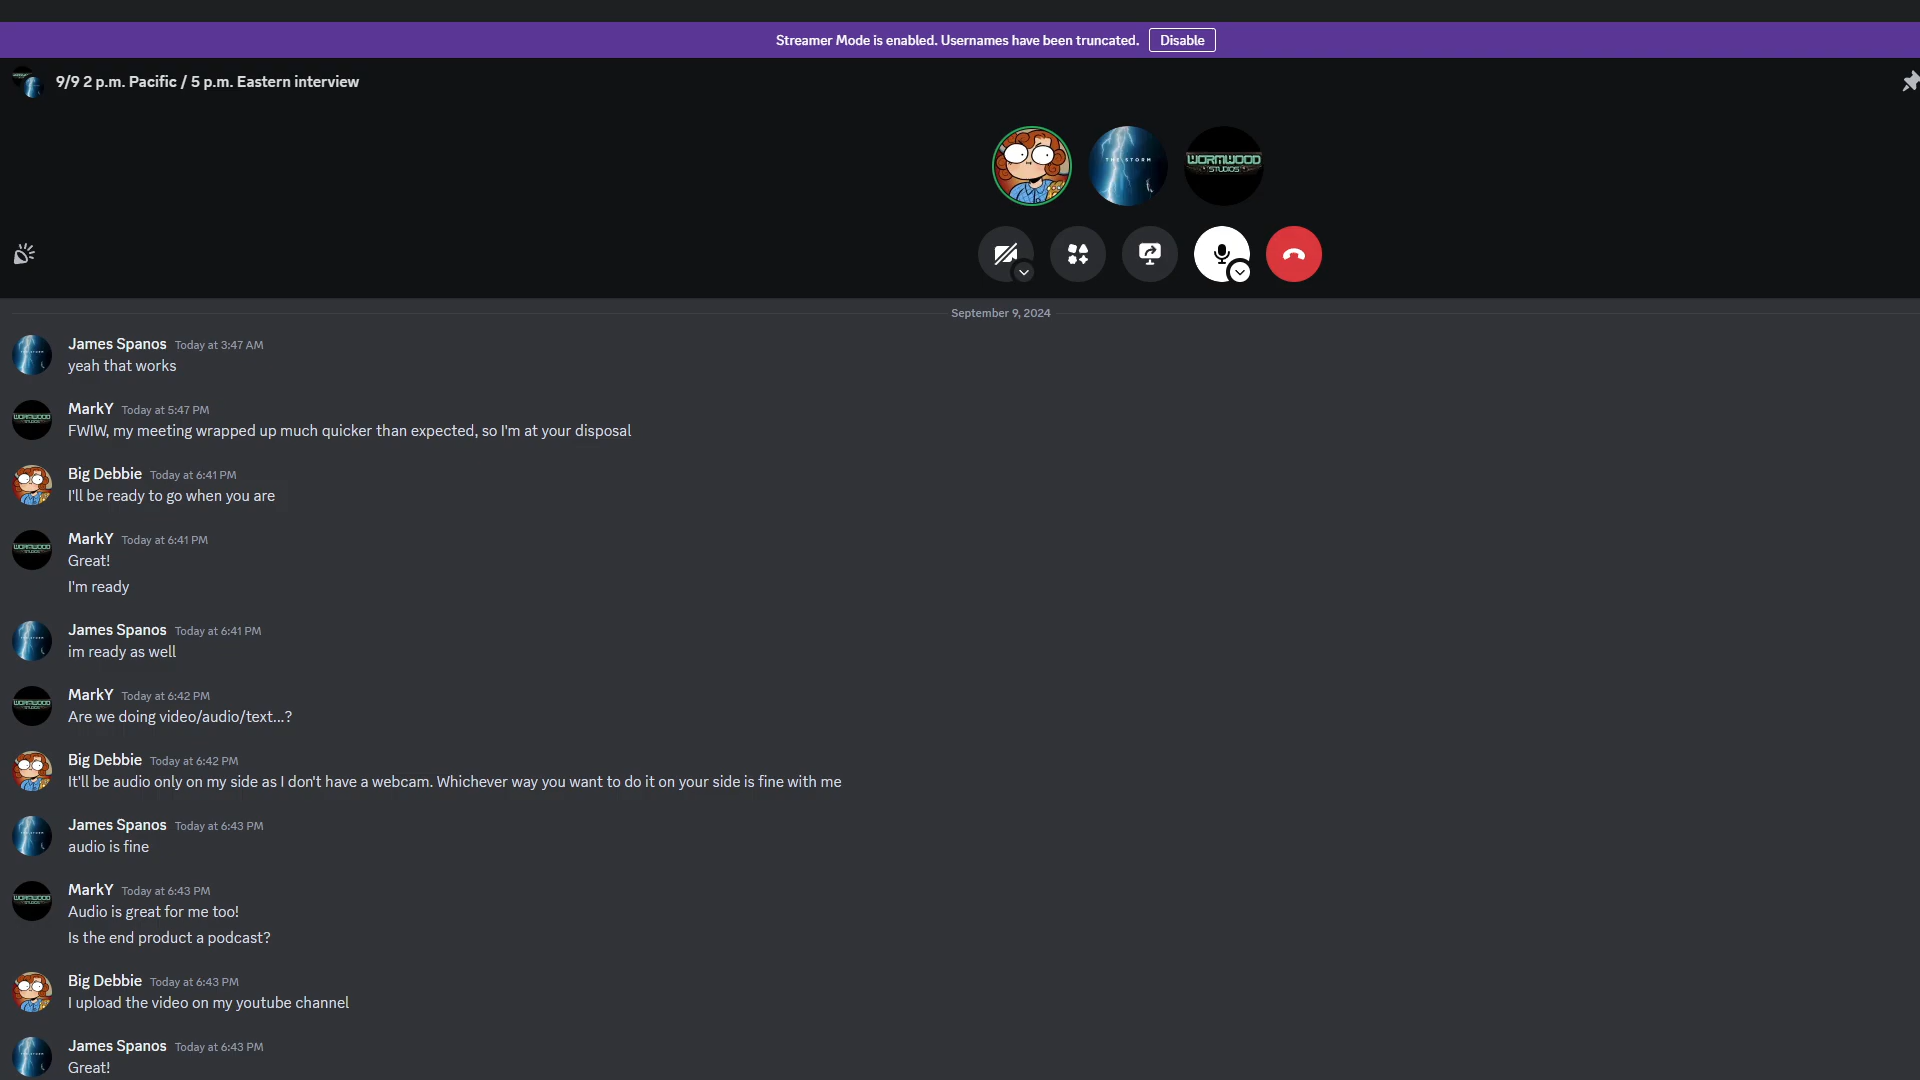 Streamer Mode is enabled. Usernames have been truncated. Disable
9/9 2 p.m. Pacific / 5 p.m. Eastern interview
THE STORM
WORMWOOD
STUDIOS
September 9, 2024
James Spanos Today at 3:47 AM
yeah that works
MarkY Today at 5:47 PM
FWIW, my meeting wrapped up much quicker than expected, so I'm at your disposal
Big Debbie Today at 6:41 PM
I'll be ready to go when you are
MarkY Today at 6:41 PM
Great!
I'm ready
James Spanos Today at 6:41 PM
im ready as well
MarkY Today at 6:42 PM
Are we doing video/audio/text...?
Big Debbie Today at 6:42 PM
It'll be audio only on my side as I don't have a webcam. Whichever way you want to do it on your side is fine with me
James Spanos Today at 6:43 PM
audio is fine
MarkY Today at 6:43 PM
Audio is great for me too!
Is the end product a podcast?
Big Debbie Today at 6:43 PM
I upload the video on my youtube channel
James Spanos Today at 6:43 PM
Great!